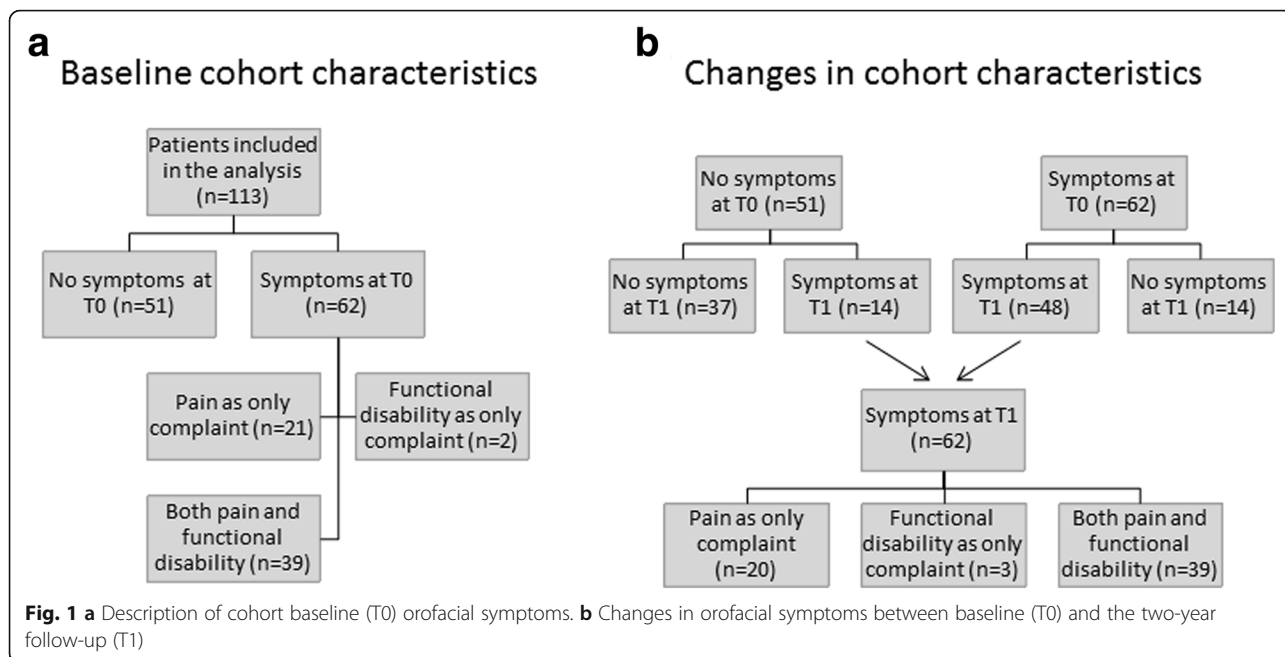 a
Baseline cohort characteristics
Patients included
in the analysis
(n=113)
No symptoms at
T0 (n=51)
Symptoms at T0
(n=62)
Pain as only
complaint (n=21)
Functional
disability as only
complaint (n=2)
Both pain and
functional
disability (n=39)
b
Changes in cohort characteristics
No symptoms
at T0 (n=51)
Symptoms at
T0 (n=62)
No symptoms
at T1 (n=37)
Symptoms at
T1 (n=14)
Symptoms at
T1 (n=48)
No symptoms
at T1 (n=14)
Symptoms at T1
(n=62)
Pain as only
complaint
(n=20)
Functional
disability as only
complaint (n=3)
Both pain and
functional
disability (n=39)
Fig. 1 a Description of cohort baseline (T0) orofacial symptoms. b Changes in orofacial symptoms between baseline (T0) and the two-year
follow-up (T1)